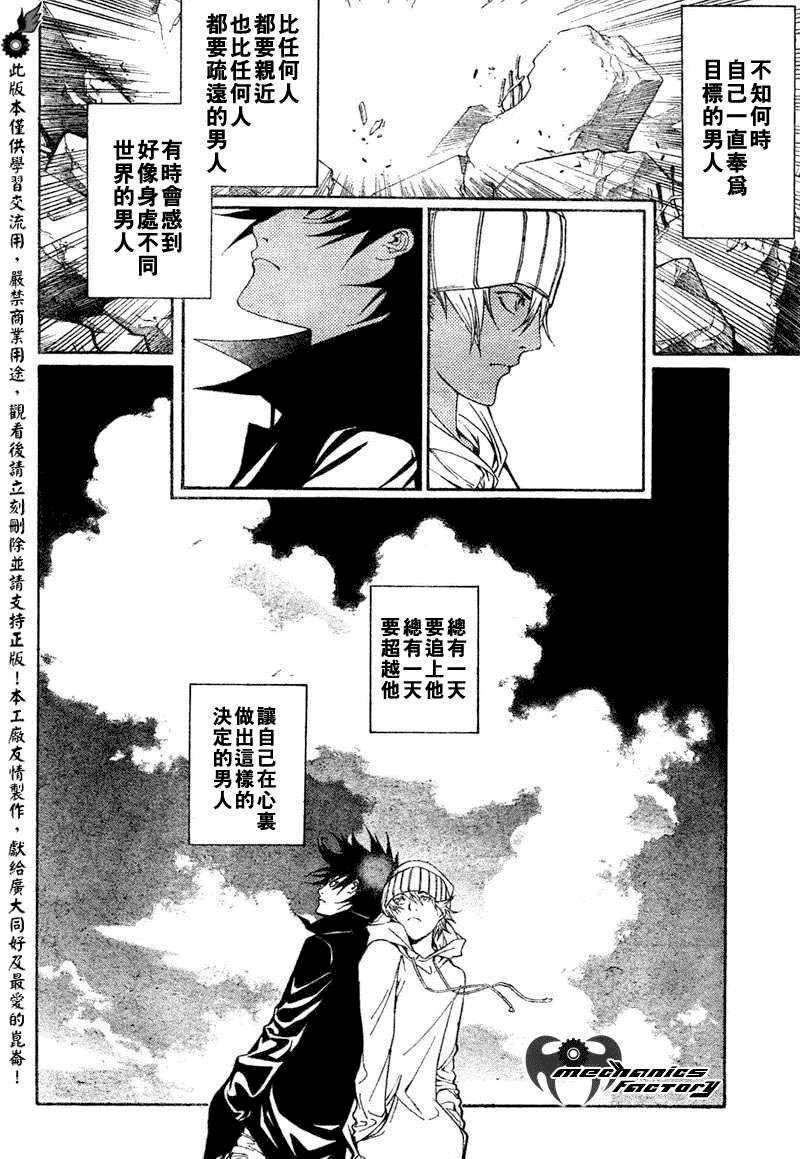 不知何時
自己一直奉爲
目標的男人
比任何人
都要親近
也比任何人
都要疏遠的男人
有時會感到
好像身處不同
世界的男人
總有一天
要追上他
總有一天
要超越他
讓自己在心裏
做出這樣的
決定的男人
此版本僅供學習交流用，嚴禁商業用途，觀看後請立刻刪除並請支持正版！本工廠友情製作，獻給廣大同好及最愛的崑崙！
mechanics
factory